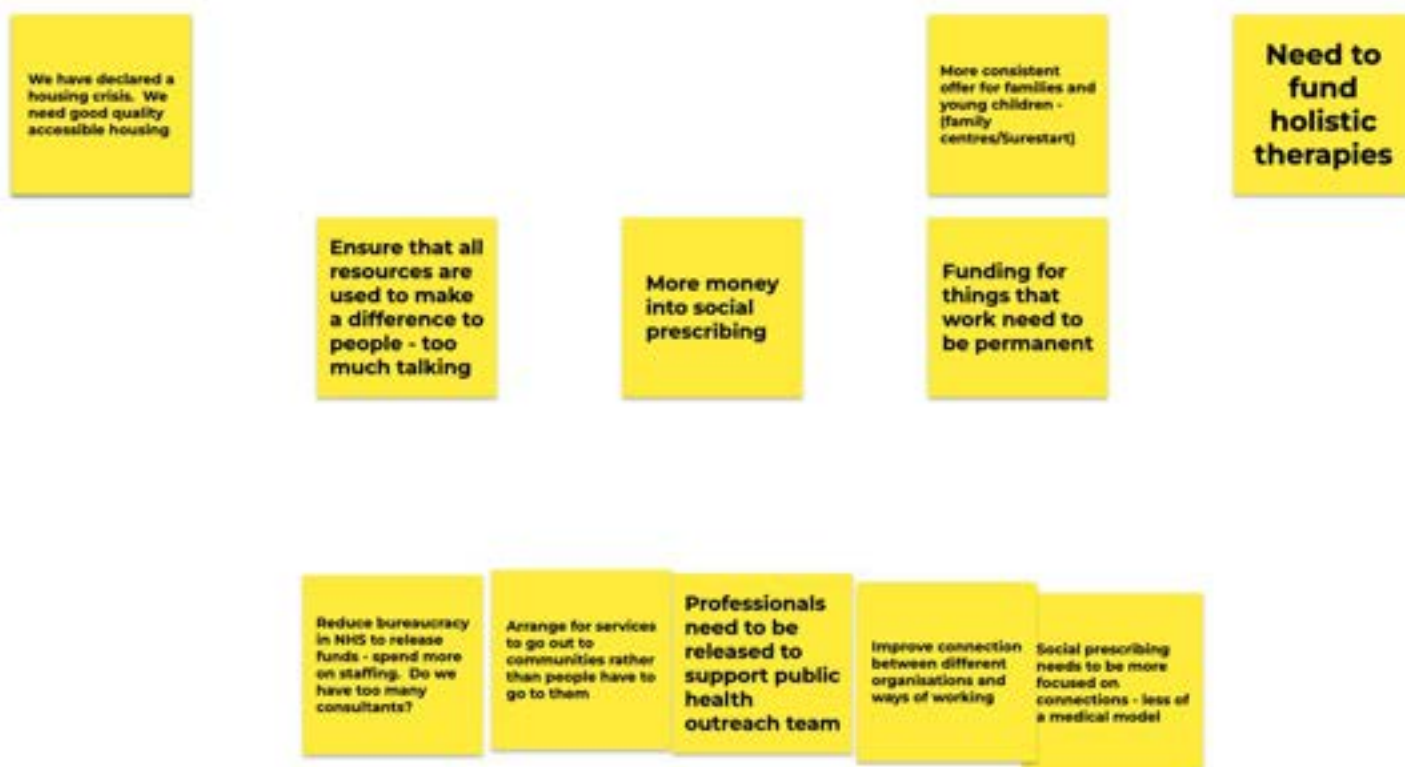 We have declared a
housing crisis.  We
need good quality
accessible housing
More consistent
offer for families and
young children -
(family
centres/Surestart)
Need to
fund
holistic
therapies
Ensure that all
resources are
used to make
a difference to
people - too
much talking
More money
into social
prescribing
Funding for
things that
work need to
be permanent
Reduce bureaucracy
in NHS to release
funds - spend more
on staffing.  Do we
have too many
consultants?
Arrange for services
to go out to
communities rather
than people have to
go to them
Professionals
need to be
released to
support public
health
outreach team
Improve connection
between different
organisations and
ways of working
Social prescribing
needs to be more
focused on
connections - less of
a medical model